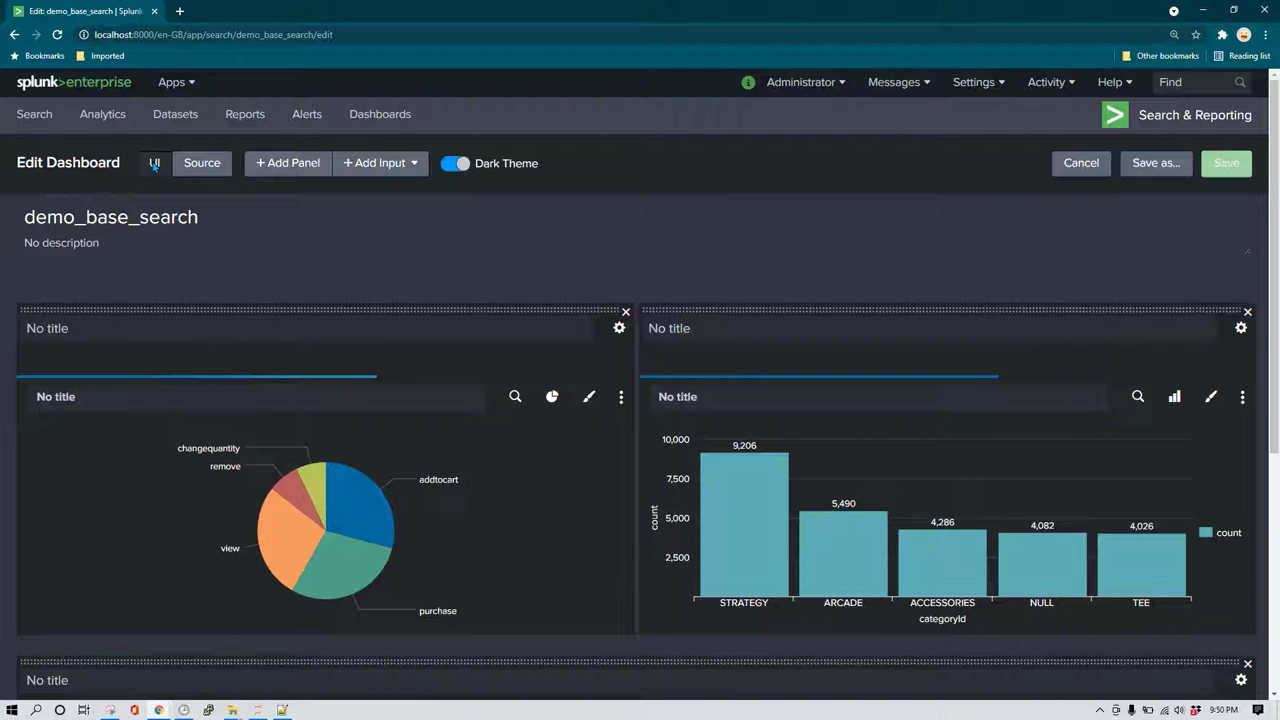 Edit: demo_base_search | Splunk
localhost:8000/en-GB/app/search/demo_base_search/edit
Bookmarks Imported Other bookmarks Reading list
splunk>enterprise Apps Administrator Messages Settings Activity Help Find
Search Analytics Datasets Reports Alerts Dashboards Search & Reporting
Edit Dashboard UI Source + Add Panel + Add Input Dark Theme Cancel Save as... Save
demo_base_search
No description
No title
No title
No title
changequantity
remove
addtocart
view
purchase
No title
No title
10,000
7,500
5,000
2,500
count
9,206
5,490
4,286
4,082
4,026
STRATEGY ARCADE ACCESSORIES NULL TEE
categoryId
count
No title
9:50 PM